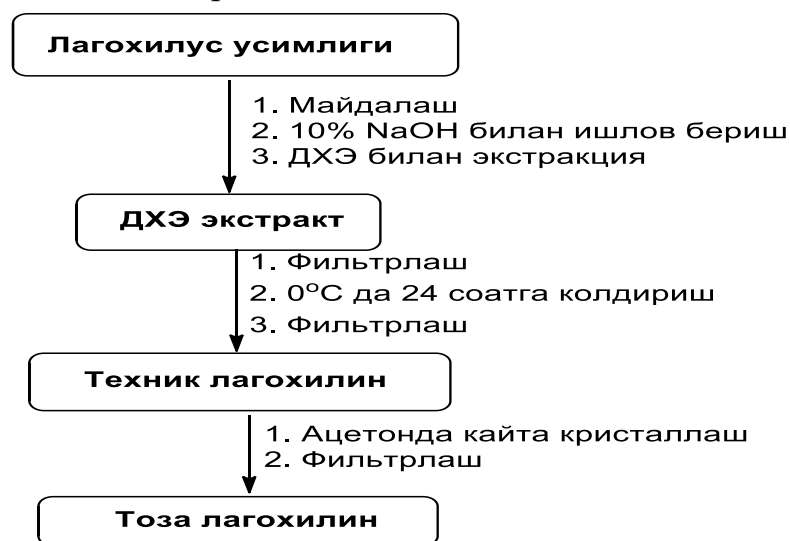 Лагохилус усимлиги
1. Майдалаш
2. 10% NaOH билан ишлов бериш
3. ДХЭ билан экстракция
ДХЭ экстракт
1. Фильтрлаш
2. 0°C да 24 соатга колдириш
3. Фильтрлаш
Техник лагохилин
1. Ацетонда кайта кристаллаш
2. Фильтрлаш
Тоза лагохилин